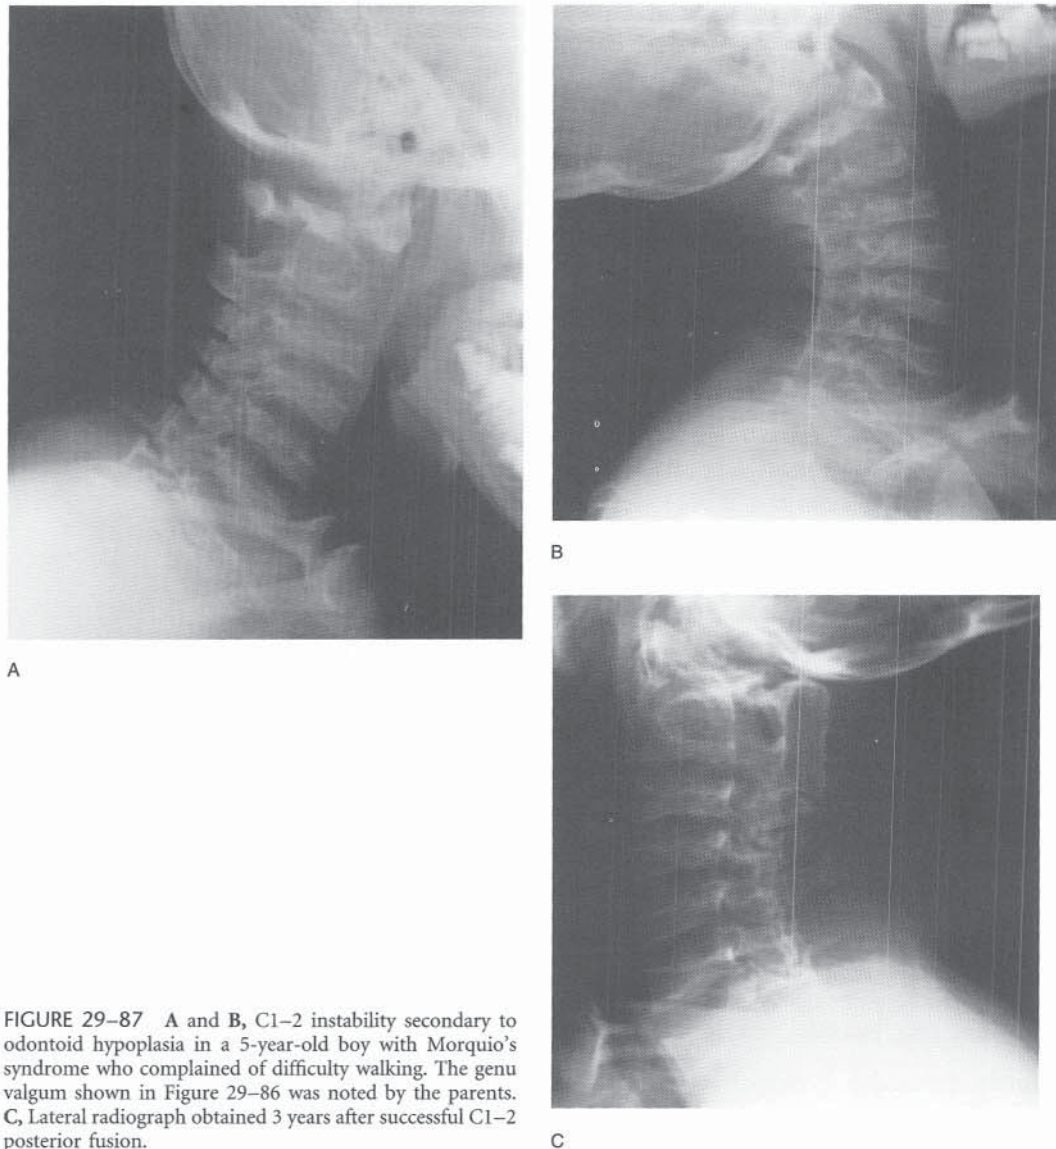 A
B
FIGURE 29–87 A and B, C1–2 instability secondary to
odontoid hypoplasia in a 5-year-old boy with Morquio's
syndrome who complained of difficulty walking. The genu
valgum shown in Figure 29–86 was noted by the parents.
C, Lateral radiograph obtained 3 years after successful C1–2
posterior fusion.
C